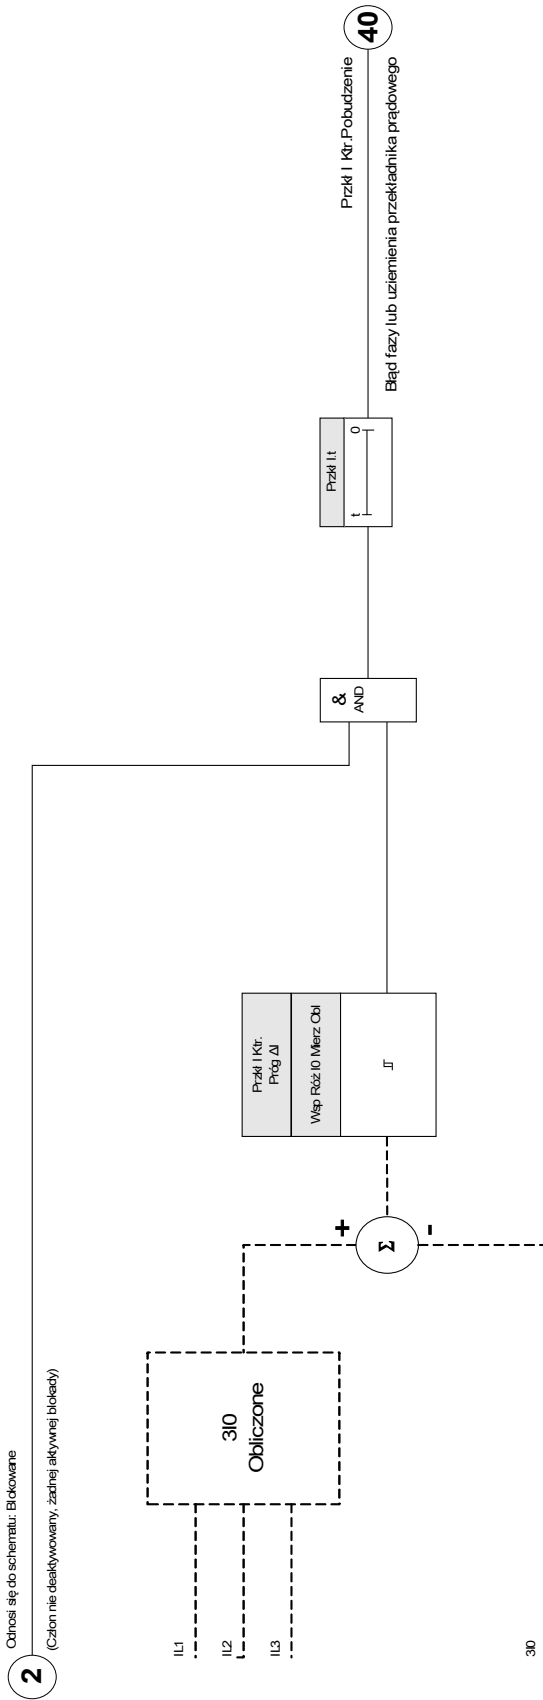 2
Odnosi się do schematu: Blokowane
(Człon nie deaktywowany, żadnej aktywnej blokady)
IL1
IL2
IL3
3I0
Obliczone
3I0
+
Σ
-
Przkł I Ktr.
Próg ΔI
Wsp Róż I0 Mierz Obl
&
AND
Przkł I.t
t
0
Przkł I Ktr.Pobudzenie
Błąd fazy lub uziemienia przekładnika prądowego
40